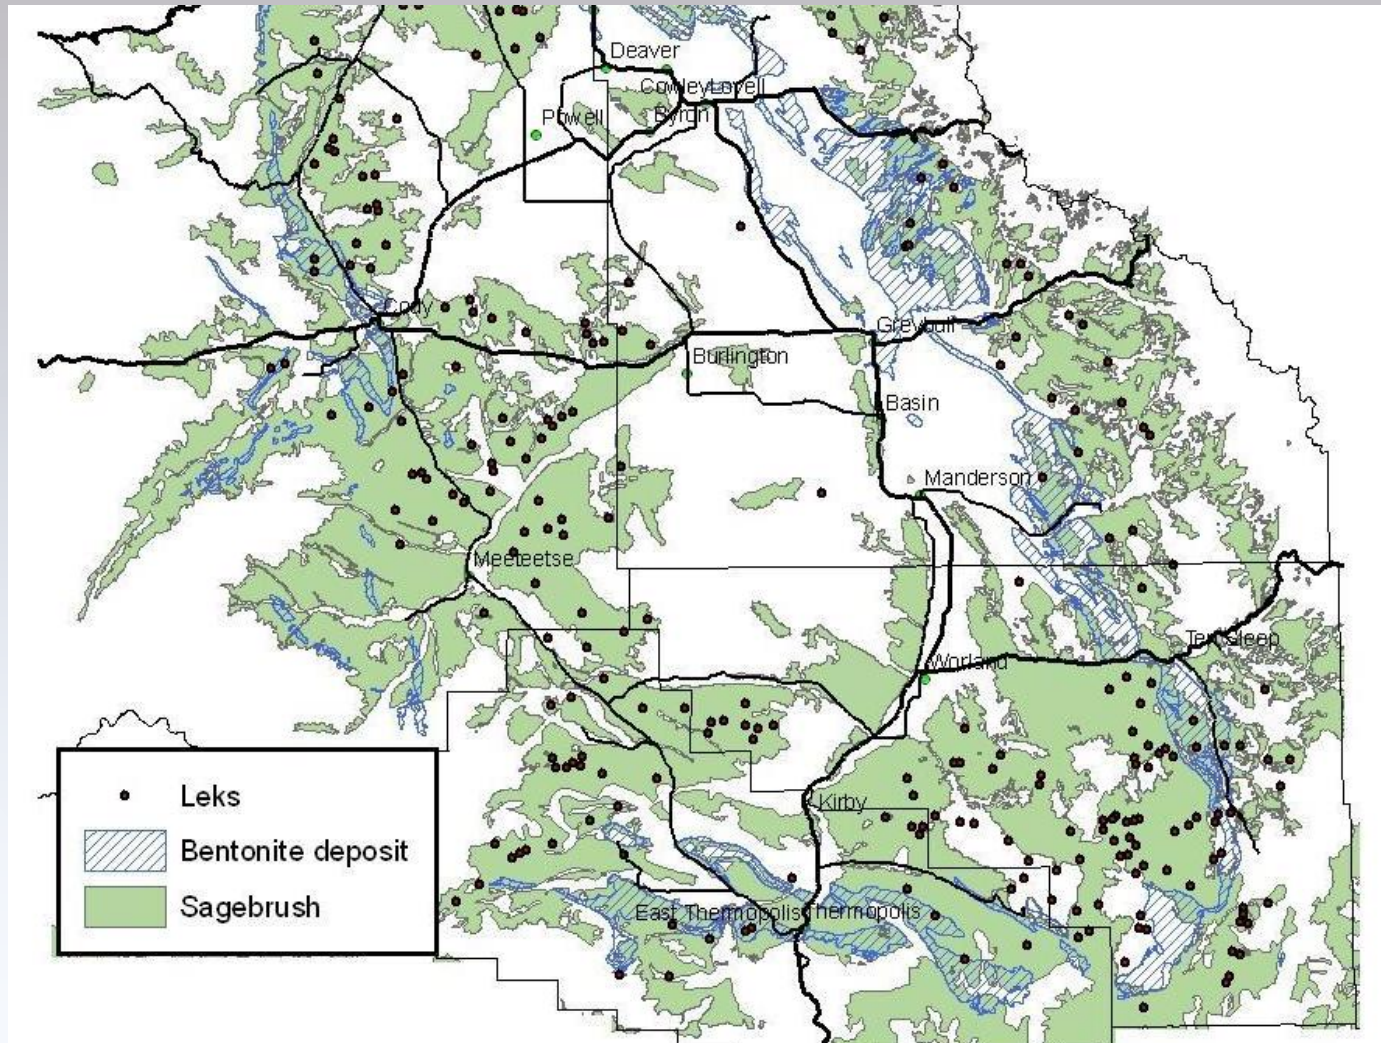 Deaver
Cowley Lovell
Powell
Byron
Cody
Greybull
Burlington
Basin
Manderson
Meeteetse
Ten Sleep
Worland
Kirby
East Thermopolis Thermopolis
Leks
Bentonite deposit
Sagebrush